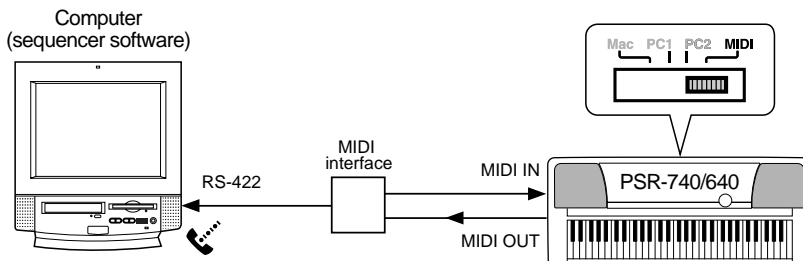 Computer
(sequencer software)
Mac PC1 PC2 MIDI
MIDI
interface
RS-422
MIDI IN
PSR-740/640
MIDI OUT